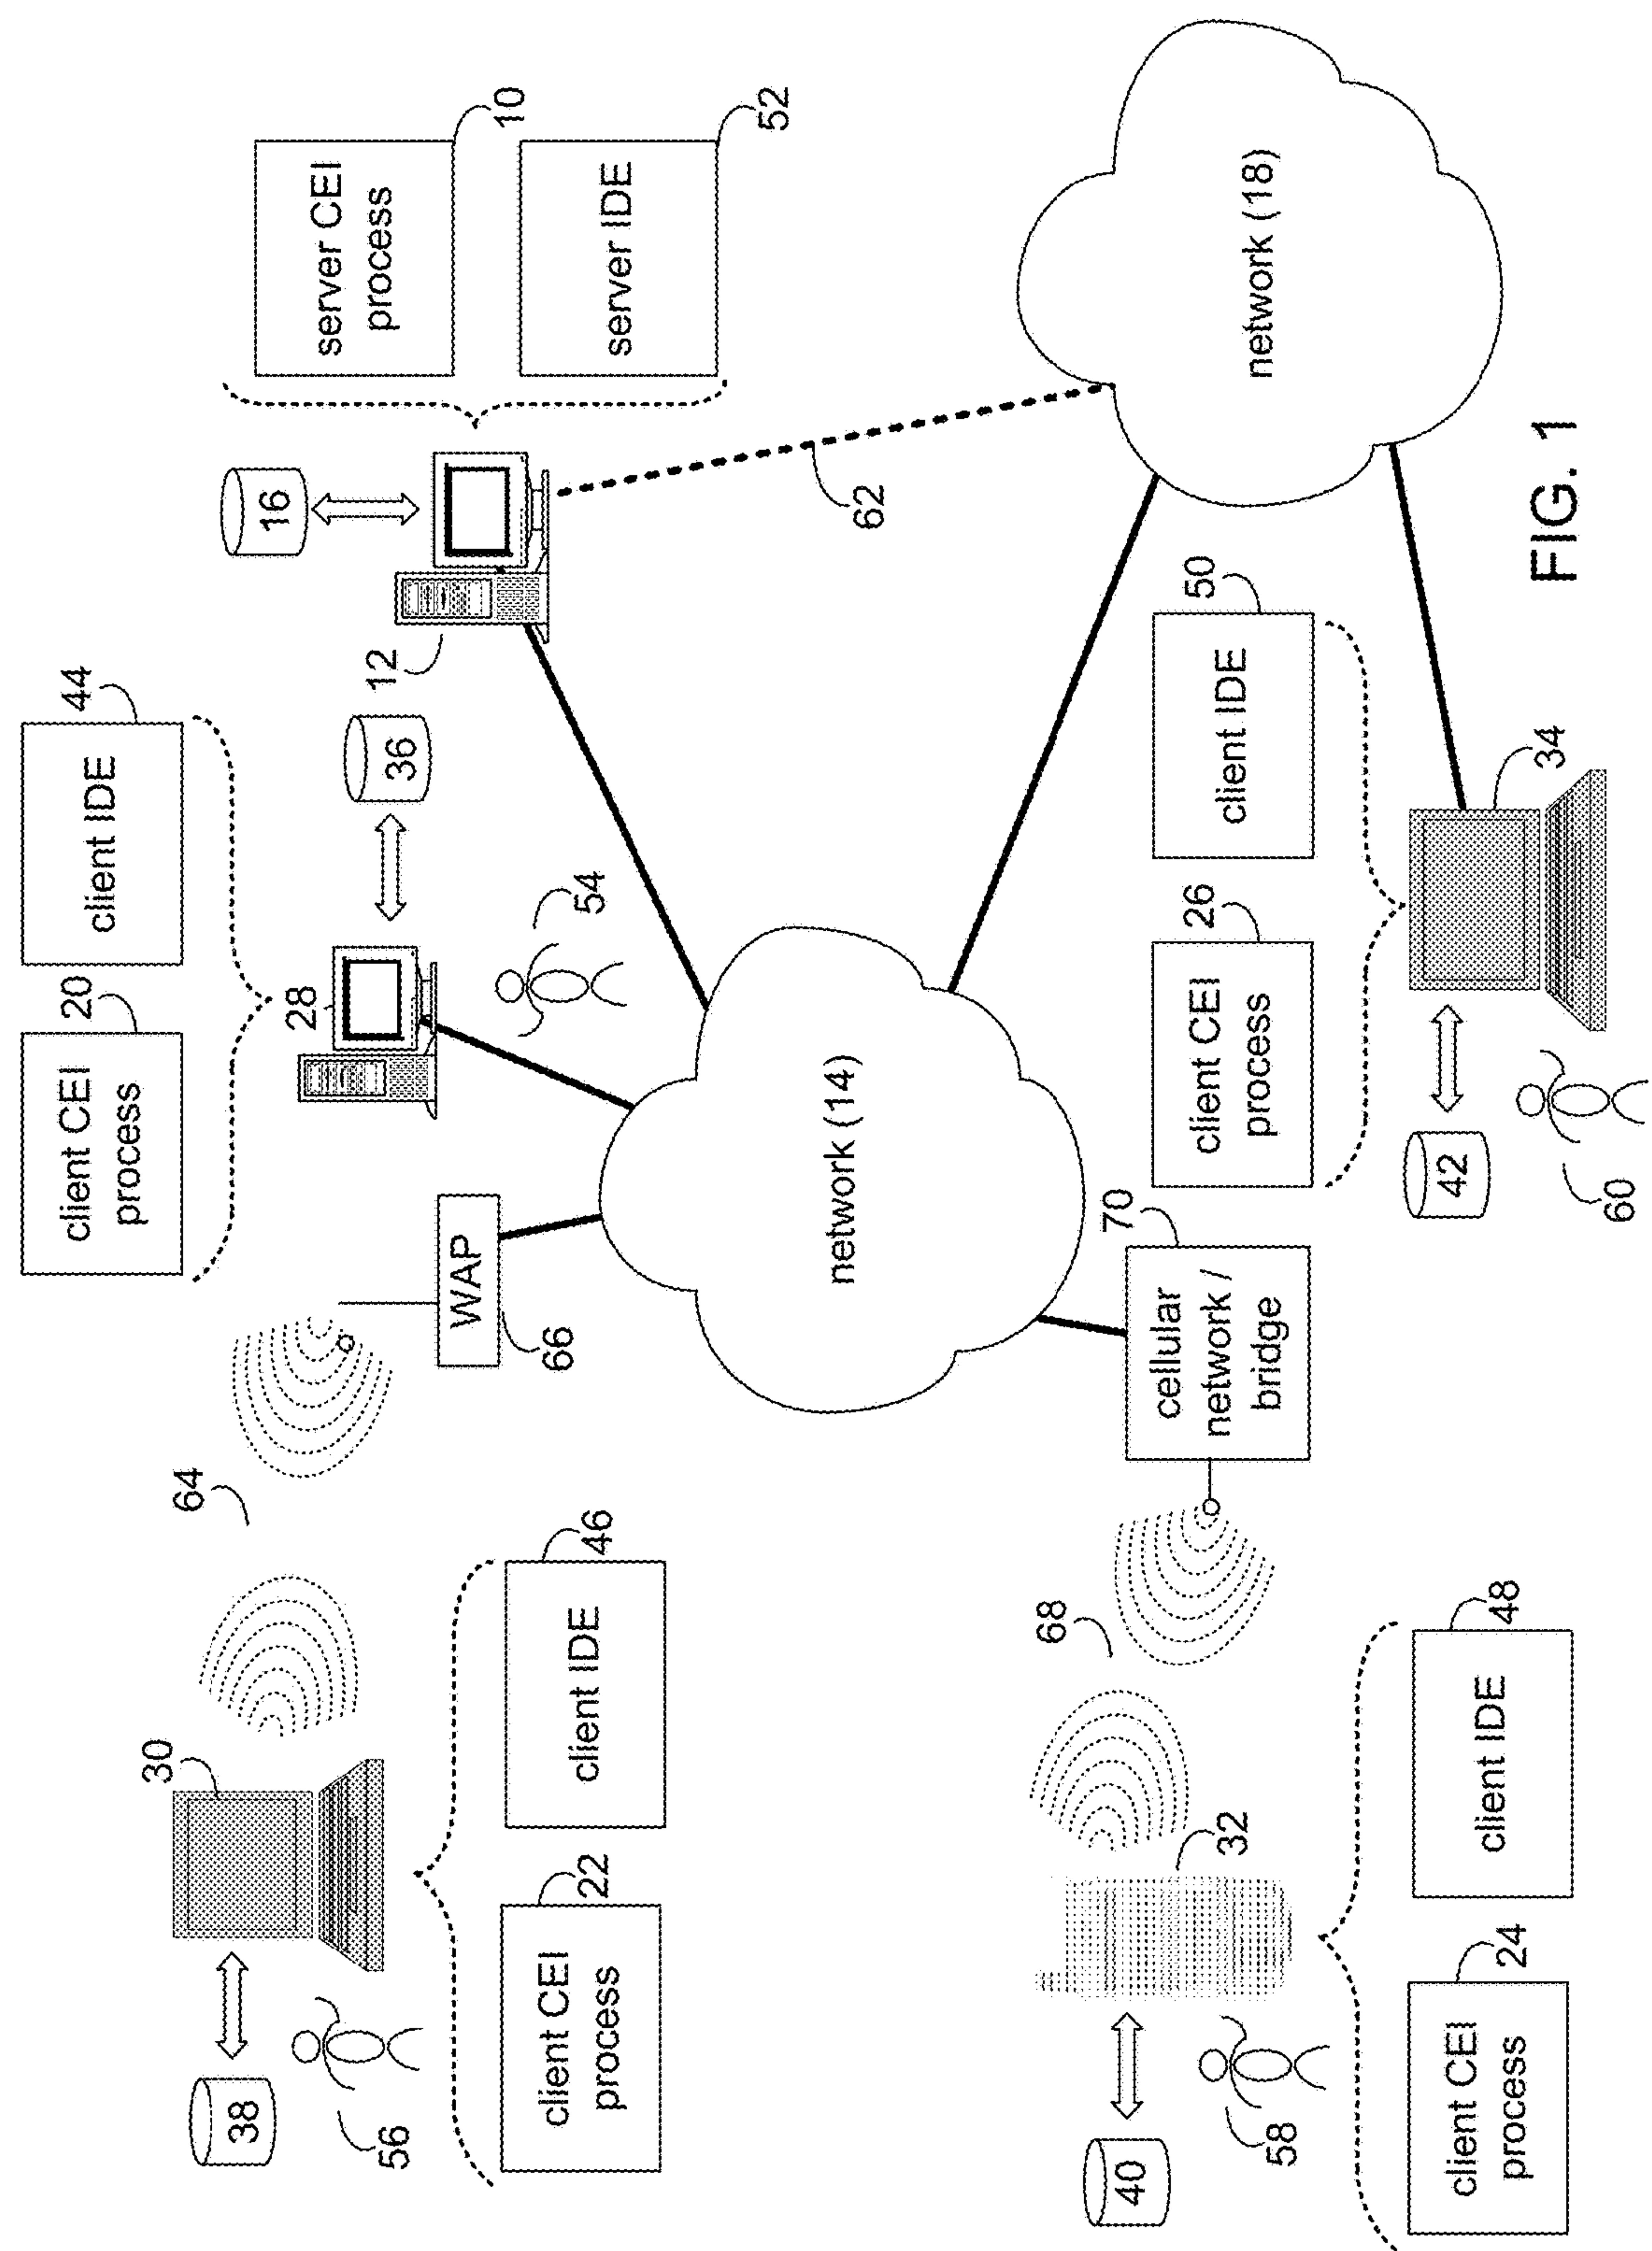 38
30
64
client CEI
process
20
client IDE
44
56
WAP
66
28
36
12
16
server CEI
process
10
server IDE
52
54
client CEI
process
22
client IDE
46
network (14)
62
network (18)
40
58
32
68
cellular
network /
bridge
70
client CEI
process
26
client IDE
50
client CEI
process
24
client IDE
48
42
60
34
FIG. 1